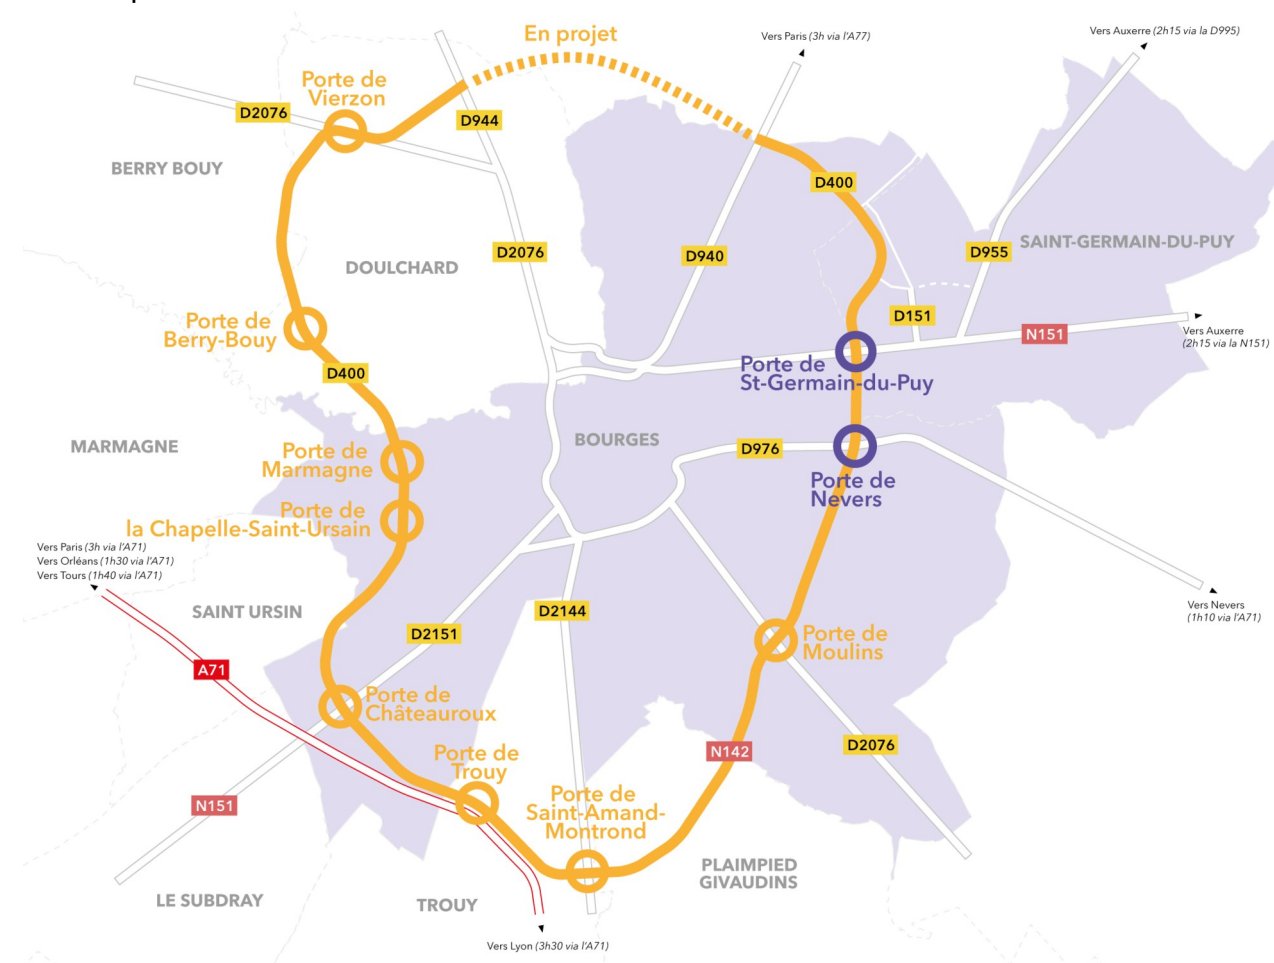 En projet
Vers Paris (3h via l'A77)
Vers Auxerre (2h15 via la D995)
Porte de
Vierzon
D2076
D944
BERRY BOUY
D400
DOULCHARD
D2076
D940
D955
SAINT-GERMAIN-DU-PUY
D151
N151
Vers Auxerre
(2h15 via la N151)
Porte de
Berry-Bouy
D400
Porte de
St-Germain-du-Puy
MARMAGNE
BOURGES
D976
Porte de
Marmagne
Porte de
Nevers
Porte de
la Chapelle-Saint-Ursain
Vers Paris (3h via l'A71)
Vers Orléans (1h30 via l'A71)
Vers Tours (1h40 via l'A71)
SAINT URSIN
D2151
D2144
Vers Nevers
(1h10 via l'A71)
Porte de
Moulins
A71
Porte de
Châteauroux
N142
D2076
Porte de
Trouy
N151
Porte de
Saint-Amand-
Montrond
PLAIMPIED
GIVAUDINS
LE SUBDRAY
TROUY
Vers Lyon (3h30 via l'A71)